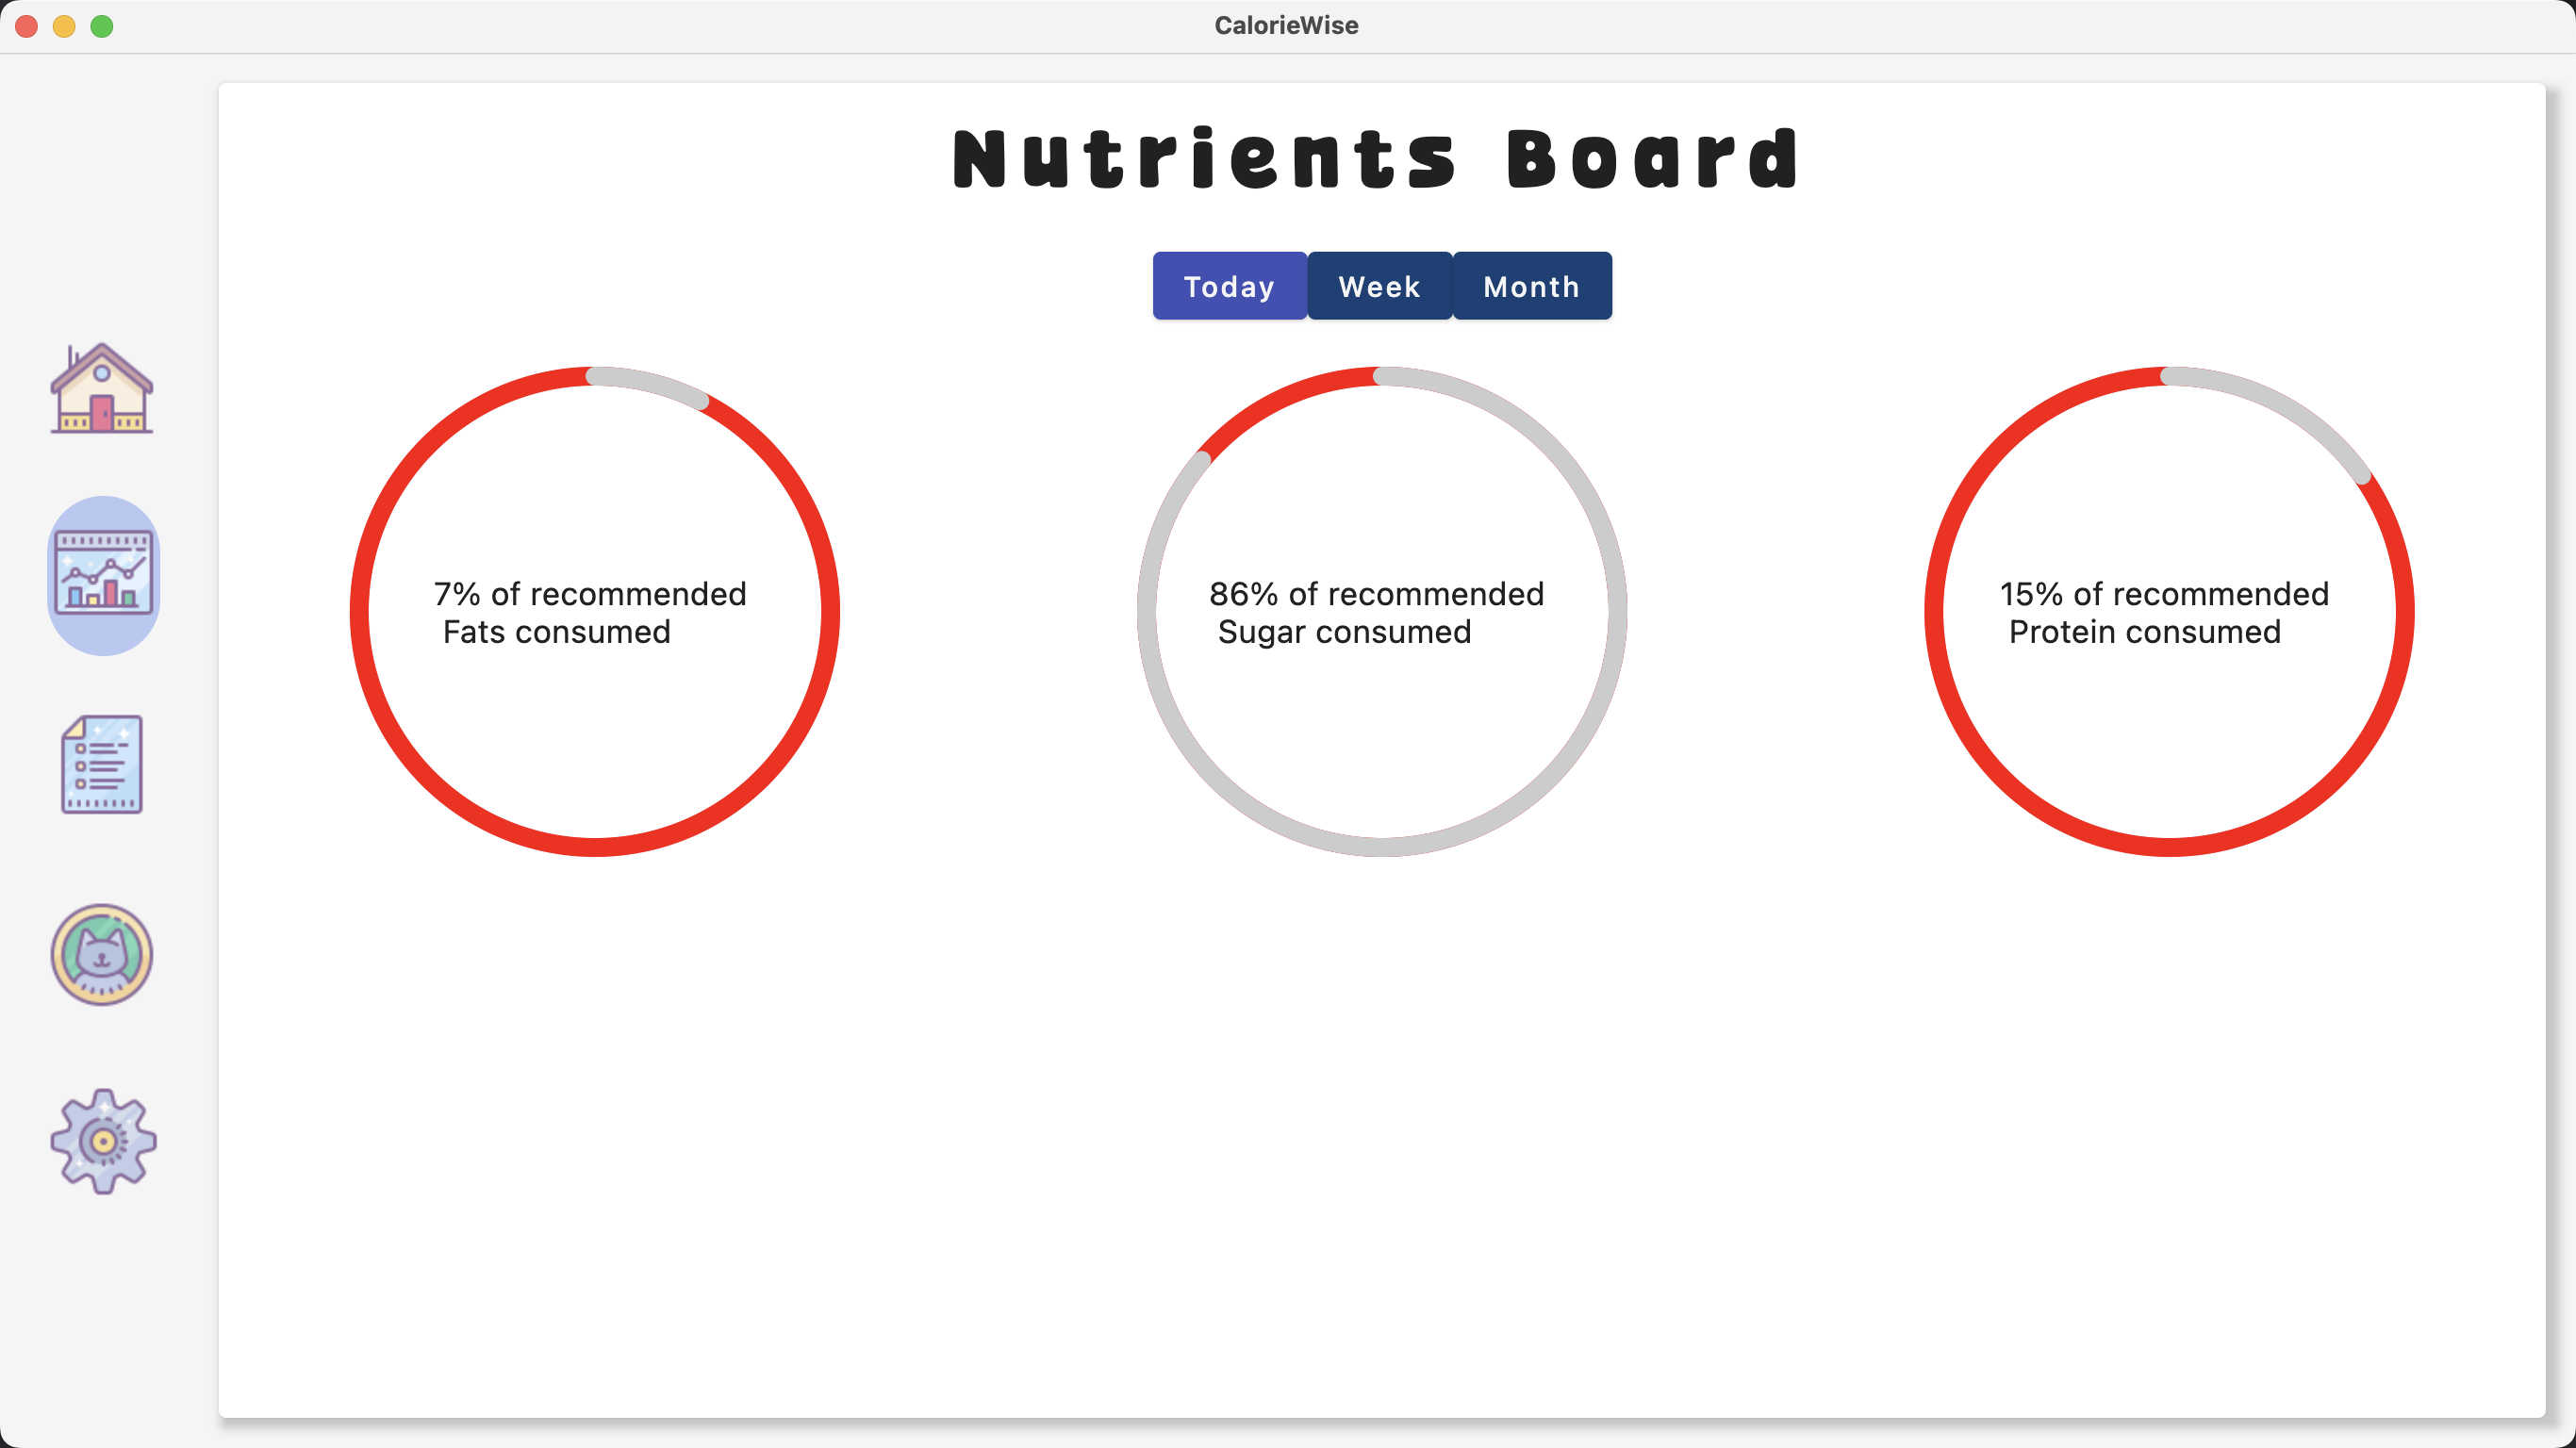 CalorieWise
Nutrients Board
Today Week Month
7% of recommended
Fats consumed
86% of recommended
Sugar consumed
15% of recommended
Protein consumed